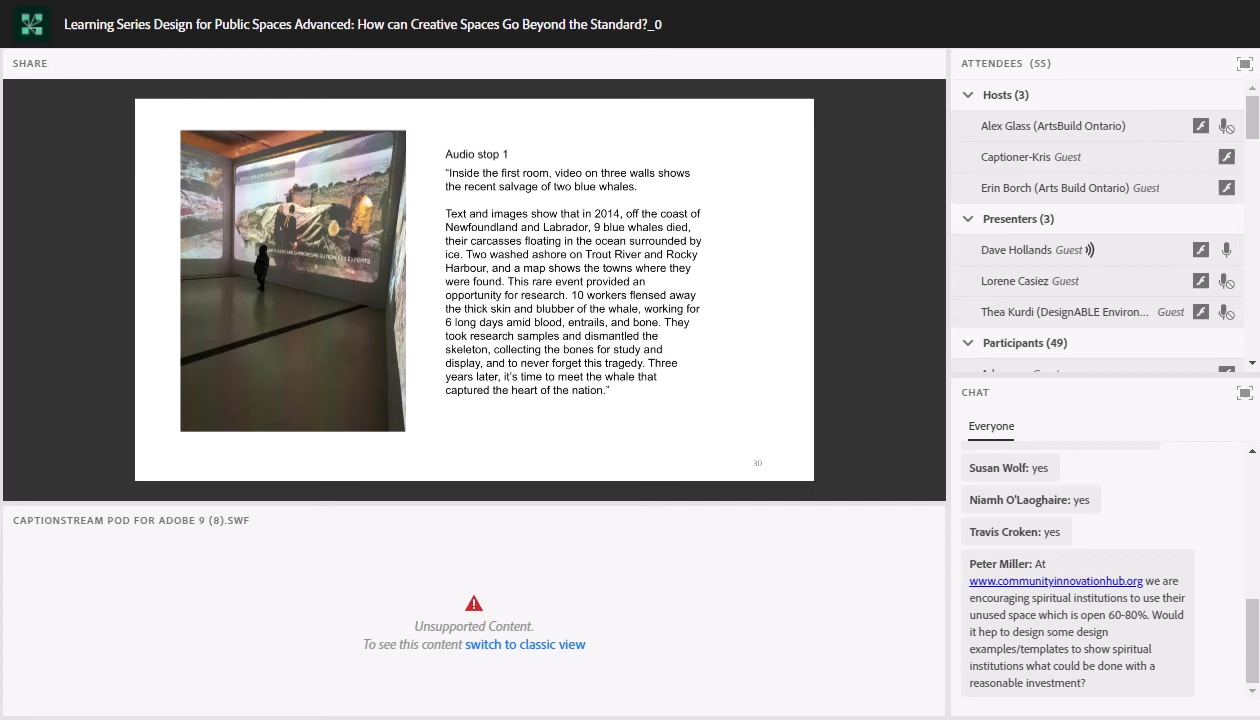 Learning Series Design for Public Spaces Advanced: How can Creative Spaces Go Beyond the Standard?_0
SHARE
Audio stop 1
“Inside the first room, video on three walls shows
the recent salvage of two blue whales.
Text and images show that in 2014, off the coast of
Newfoundland and Labrador, 9 blue whales died,
their carcasses floating in the ocean surrounded by
ice. Two washed ashore on Trout River and Rocky
Harbour, and a map shows the towns where they
were found. This rare event provided an
opportunity for research. 10 workers flensed away
the thick skin and blubber of the whale, working for
6 long days amid blood, entrails, and bone. They
took research samples and dismantled the
skeleton, collecting the bones for study and
display, and to never forget this tragedy. Three
years later, it’s time to meet the whale that
captured the heart of the nation.”
30
CAPTIONSTREAM POD FOR ADOBE 9 (8).SWF
Unsupported Content.
To see this content switch to classic view
ATTENDEES (55)
Hosts (3)
Alex Glass (ArtsBuild Ontario)
Captioner-Kris Guest
Erin Borch (Arts Build Ontario) Guest
Presenters (3)
Dave Hollands Guest
Lorene Casiez Guest
Thea Kurdi (DesignABLE Environ... Guest
Participants (49)
CHAT
Everyone
Susan Wolf: yes
Niamh O'Laoghaire: yes
Travis Croken: yes
Peter Miller: At
www.communityinnovationhub.org we are
encouraging spiritual institutions to use their
unused space which is open 60-80%. Would
it hep to design some design
examples/templates to show spiritual
institutions what could be done with a
reasonable investment?